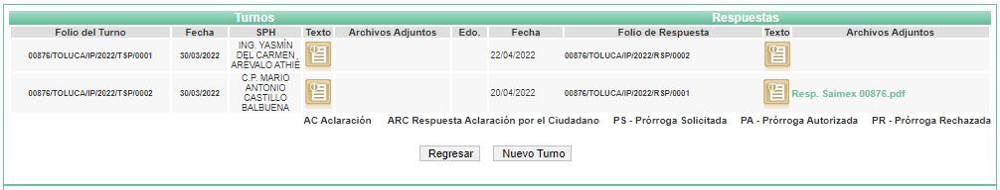 Turnos Respuestas
Folio del Turno Fecha SPH Texto Archivos Adjuntos Edo. Fecha Folio de Respuesta Texto Archivos Adjuntos
00876/TOLUCA/IP/2022/TSP/0001 30/03/2022 ING. YASMÍN DEL CARMEN ARÉVALO ATHIÉ 22/04/2022 00876/TOLUCA/IP/2022/RSP/0002
00876/TOLUCA/IP/2022/TSP/0002 30/03/2022 C.P. MARIO ANTONIO CASTILLO BALBUENA 20/04/2022 00876/TOLUCA/IP/2022/RSP/0001 Resp. Saimex 00876.pdf
AC Aclaración ARC Respuesta Aclaración por el Ciudadano PS - Prórroga Solicitada PA - Prórroga Autorizada PR - Prórroga Rechazada
Regresar Nuevo Turno